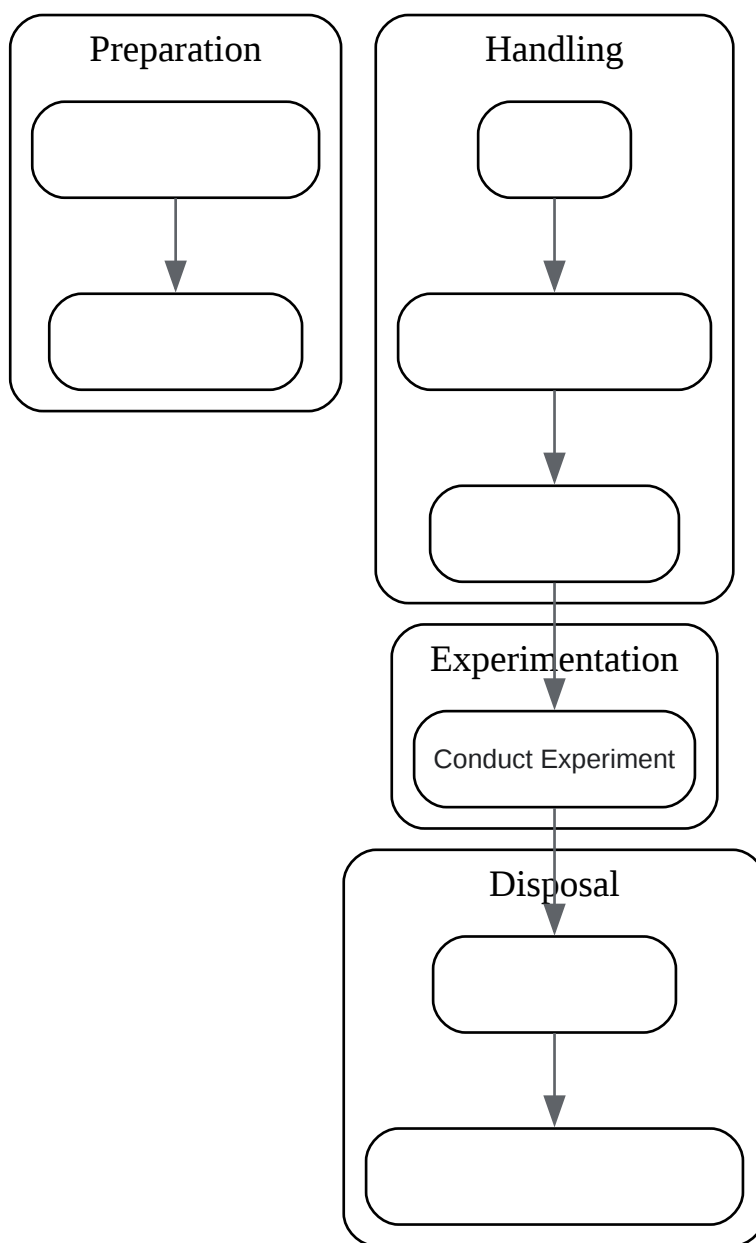 Preparation
Handling
Experimentation
Conduct Experiment
Disposal